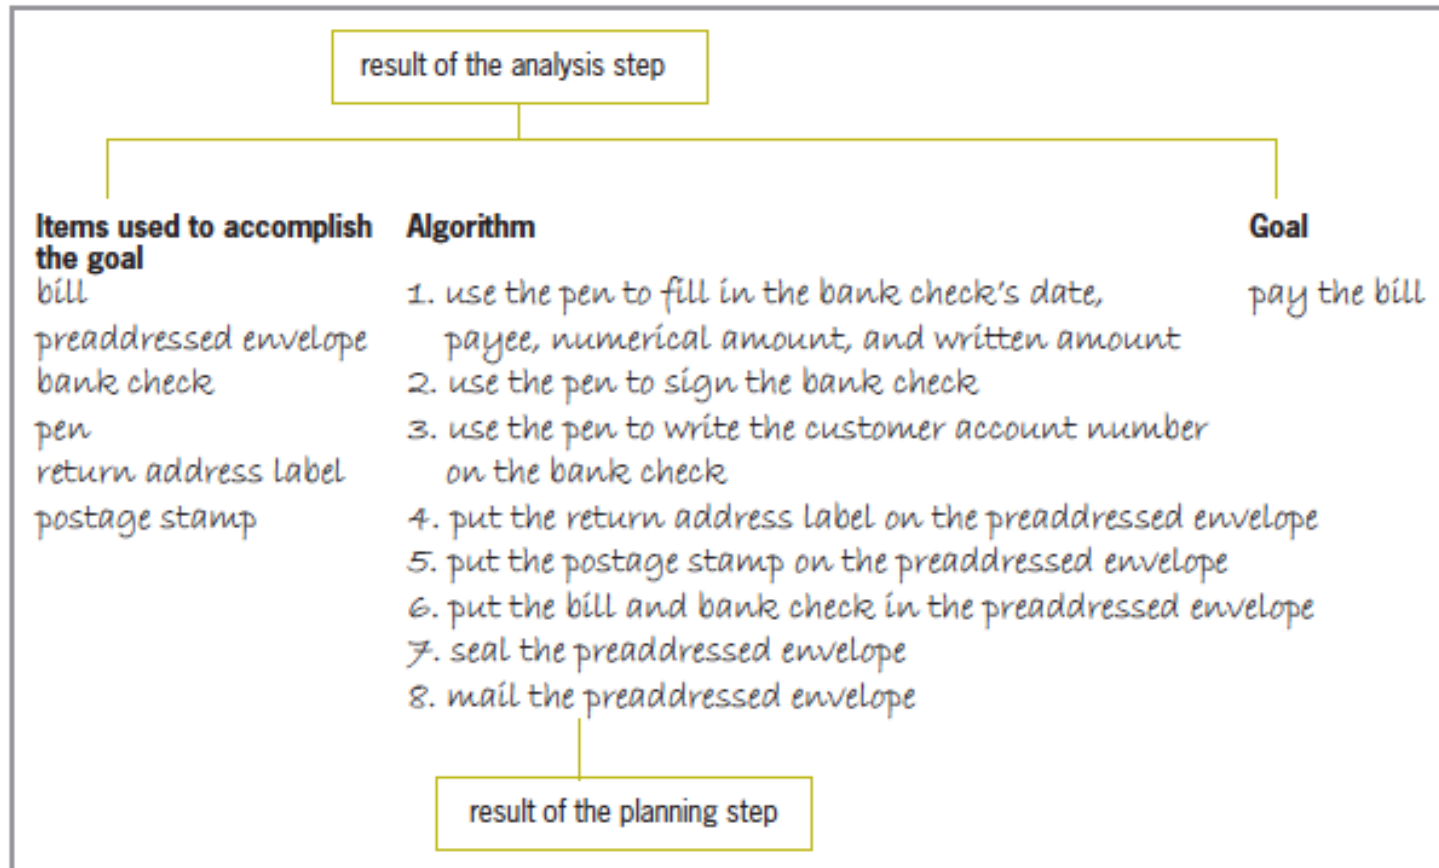 result of the analysis step
Items used to accomplish
the goal
bill
preaddressed envelope
bank check
pen
return address label
postage stamp
Algorithm
1. use the pen to fill in the bank check's date,
payee, numerical amount, and written amount
2. use the pen to sign the bank check
3. use the pen to write the customer account number
on the bank check
4. put the return address label on the preaddressed envelope
5. put the postage stamp on the preaddressed envelope
6. put the bill and bank check in the preaddressed envelope
7. seal the preaddressed envelope
8. mail the preaddressed envelope
Goal
pay the bill
result of the planning step